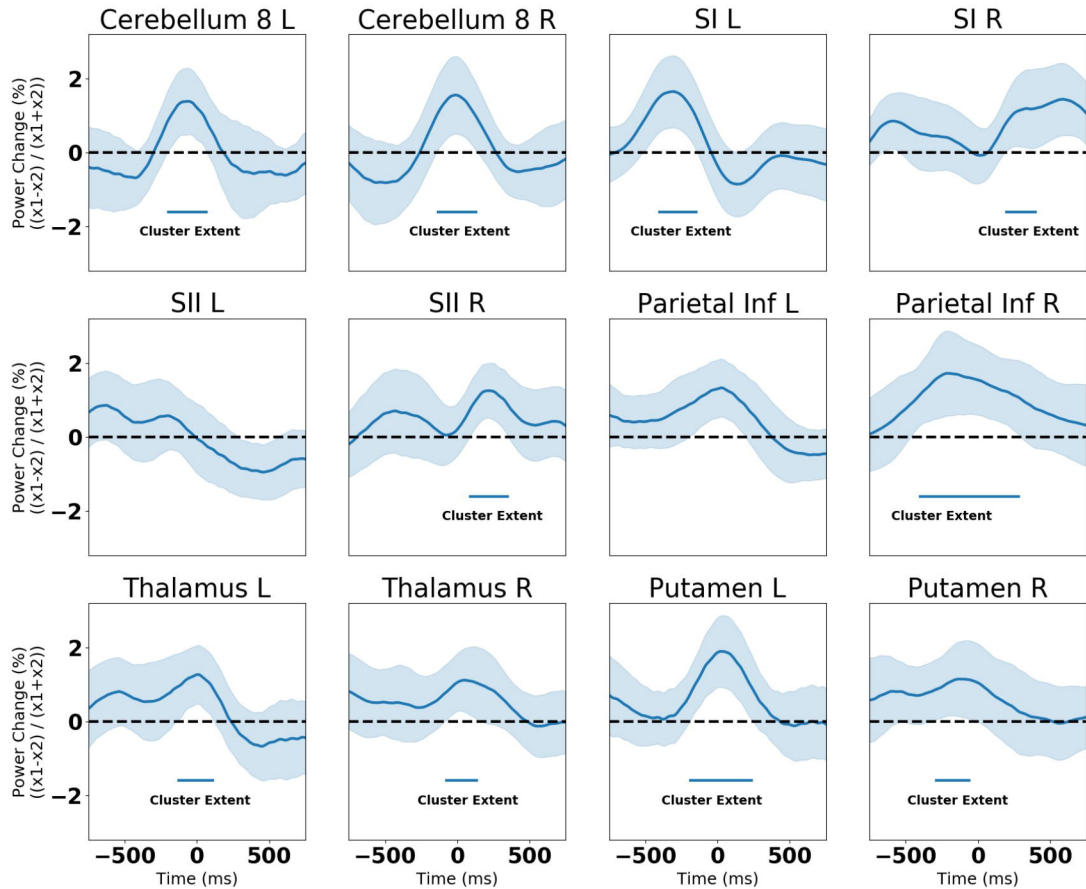 Cerebellum 8 L
Cerebellum 8 R
SI L
SI R
Power Change (%)
((x1-x2) / (x1+x2))
2
0
−2
Cluster Extent
Cluster Extent
Cluster Extent
Cluster Extent
SII L
SII R
Parietal Inf L
Parietal Inf R
Power Change (%)
((x1-x2) / (x1+x2))
2
0
−2
Cluster Extent
Cluster Extent
Thalamus L
Thalamus R
Putamen L
Putamen R
Power Change (%)
((x1-x2) / (x1+x2))
2
0
−2
Cluster Extent
Cluster Extent
Cluster Extent
Cluster Extent
−500 0 500
−500 0 500
−500 0 500
−500 0 500
Time (ms)
Time (ms)
Time (ms)
Time (ms)